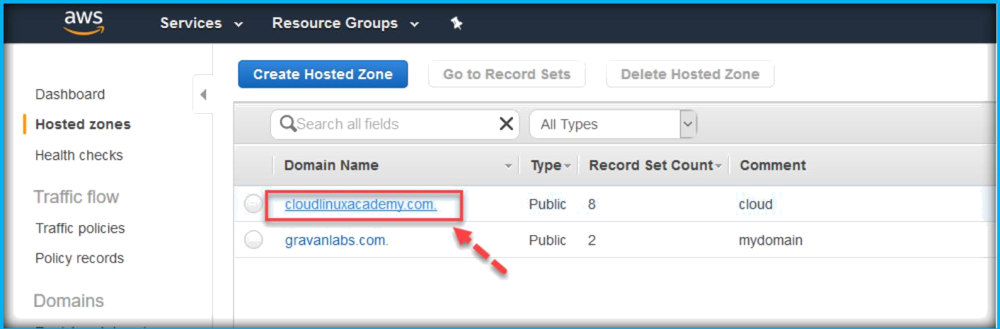 aws Services Resource Groups
Create Hosted Zone Go to Record Sets Delete Hosted Zone
Dashboard
Hosted zones
Health checks
Traffic flow
Traffic policies
Policy records
Domains
Search all fields All Types
Domain Name Type Record Set Count Comment
cloudlinuxacademy.com. Public 8 cloud
gravanlabs.com. Public 2 mydomain